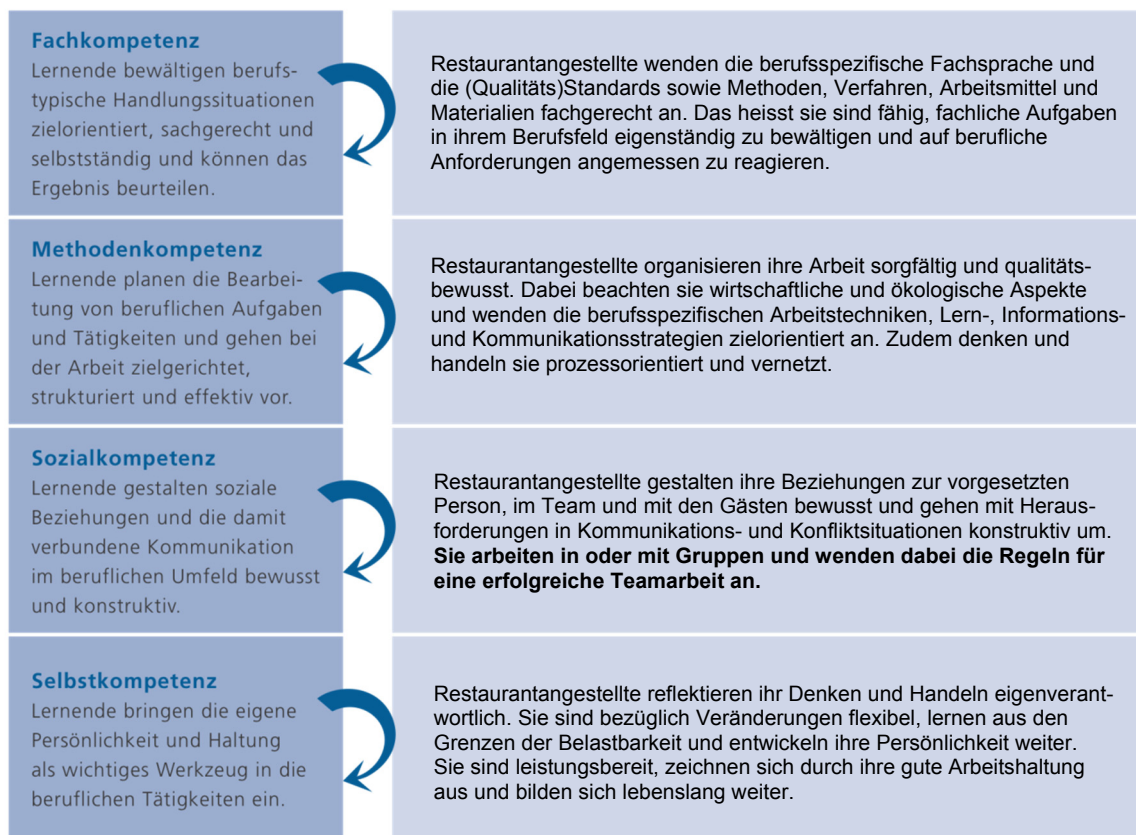 Fachkompetenz
Lernende bewältigen berufs-
typische Handlungssituationen
zielorientiert, sachgerecht und
selbstständig und können das
Ergebnis beurteilen.
Restaurantangestellte wenden die berufsspezifische Fachsprache und
die (Qualitäts)Standards sowie Methoden, Verfahren, Arbeitsmittel und
Materialien fachgerecht an. Das heisst sie sind fähig, fachliche Aufgaben
in ihrem Berufsfeld eigenständig zu bewältigen und auf berufliche
Anforderungen angemessen zu reagieren.
Methodenkompetenz
Lernende planen die Bearbei-
tung von beruflichen Aufgaben
und Tätigkeiten und gehen bei
der Arbeit zielgerichtet,
strukturiert und effektiv vor.
Restaurantangestellte organisieren ihre Arbeit sorgfältig und qualitäts-
bewusst. Dabei beachten sie wirtschaftliche und ökologische Aspekte
und wenden die berufsspezifischen Arbeitstechniken, Lern-, Informations-
und Kommunikationsstrategien zielorientiert an. Zudem denken und
handeln sie prozessorientiert und vernetzt.
Sozialkompetenz
Lernende gestalten soziale
Beziehungen und die damit
verbundene Kommunikation
im beruflichen Umfeld bewusst
und konstruktiv.
Restaurantangestellte gestalten ihre Beziehungen zur vorgesetzten
Person, im Team und mit den Gästen bewusst und gehen mit Heraus-
forderungen in Kommunikations- und Konfliktsituationen konstruktiv um.
Sie arbeiten in oder mit Gruppen und wenden dabei die Regeln für
eine erfolgreiche Teamarbeit an.
Selbstkompetenz
Lernende bringen die eigene
Persönlichkeit und Haltung
als wichtiges Werkzeug in die
beruflichen Tätigkeiten ein.
Restaurantangestellte reflektieren ihr Denken und Handeln eigenverant-
wortlich. Sie sind bezüglich Veränderungen flexibel, lernen aus den
Grenzen der Belastbarkeit und entwickeln ihre Persönlichkeit weiter.
Sie sind leistungsbereit, zeichnen sich durch ihre gute Arbeitshaltung
aus und bilden sich lebenslang weiter.